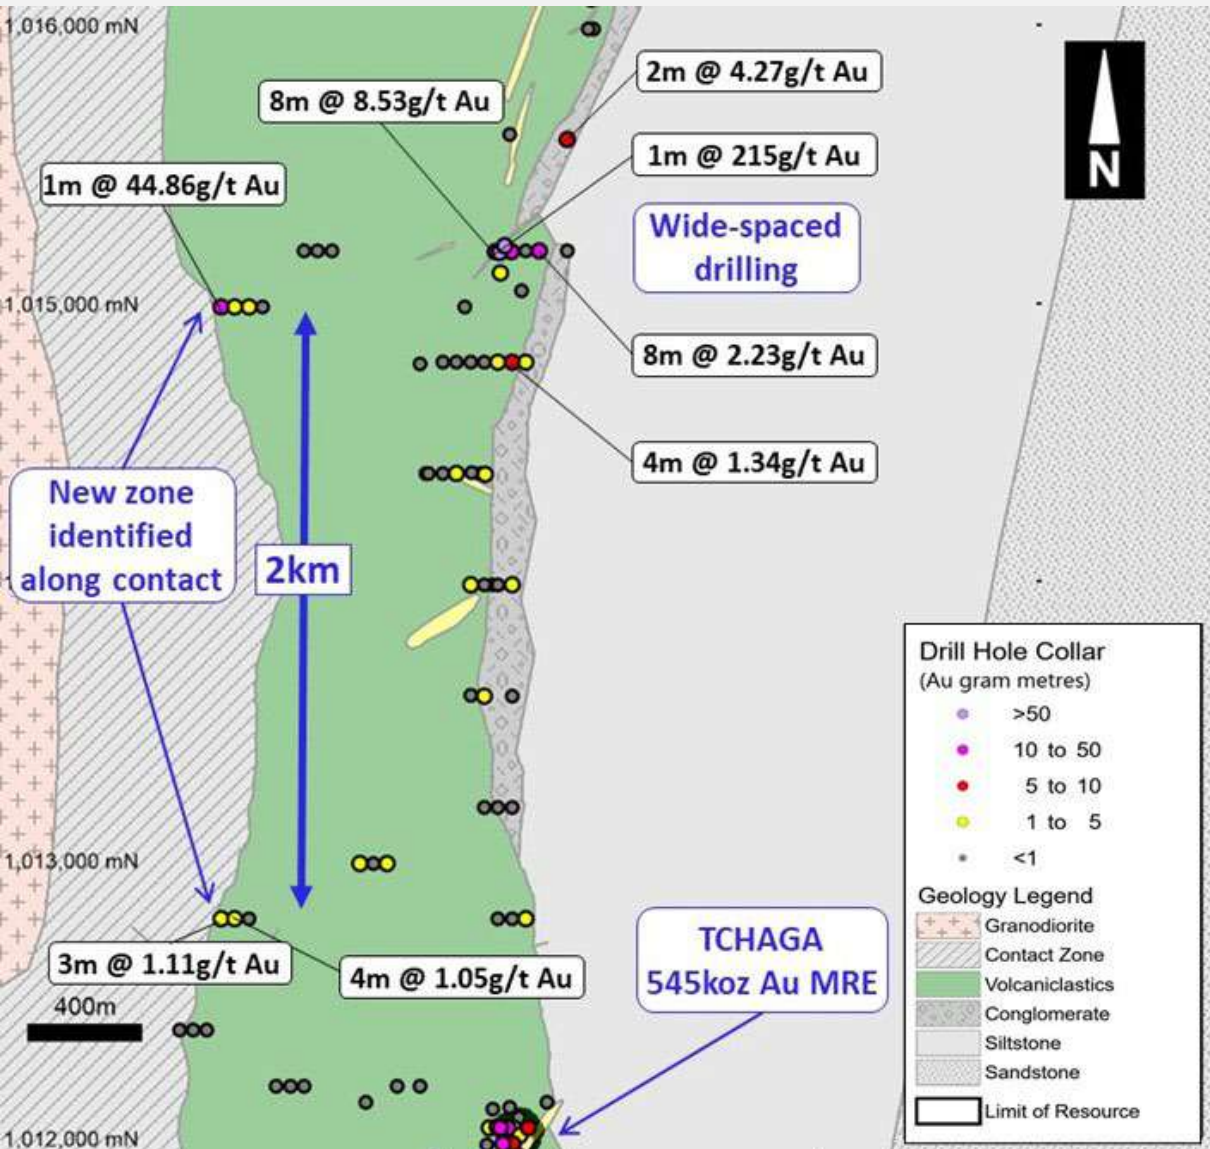 1,016,000 mN
2m @ 4.27g/t Au
8m @ 8.53g/t Au
1m @ 215g/t Au
N
1m @ 44.86g/t Au
Wide-spaced
drilling
1,015,000 mN
8m @ 2.23g/t Au
4m @ 1.34g/t Au
New zone
identified
along contact
2km
Drill Hole Collar
(Au gram metres)
>50
10 to 50
5 to 10
1 to 5
<1
1,013,000 mN
Geology Legend
Granodiorite
Contact Zone
Volcaniclastics
Conglomerate
Siltstone
Sandstone
Limit of Resource
TCHAGA
545koz Au MRE
3m @ 1.11g/t Au
4m @ 1.05g/t Au
400m
1,012,000 mN